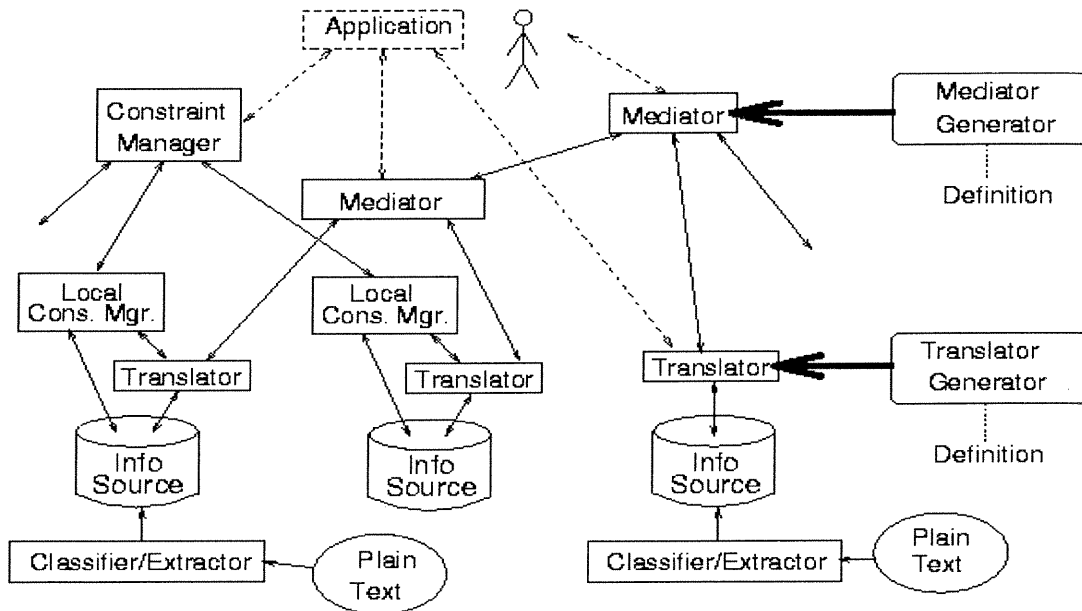 Application
Constraint
Manager
Mediator
Mediator
Generator
Definition
Mediator
Local
Cons. Mgr.
Local
Cons. Mgr.
Translator
Translator
Translator
Translator
Generator
Definition
Info
Source
Info
Source
Info
Source
Classifier/Extractor
Plain
Text
Classifier/Extractor
Plain
Text